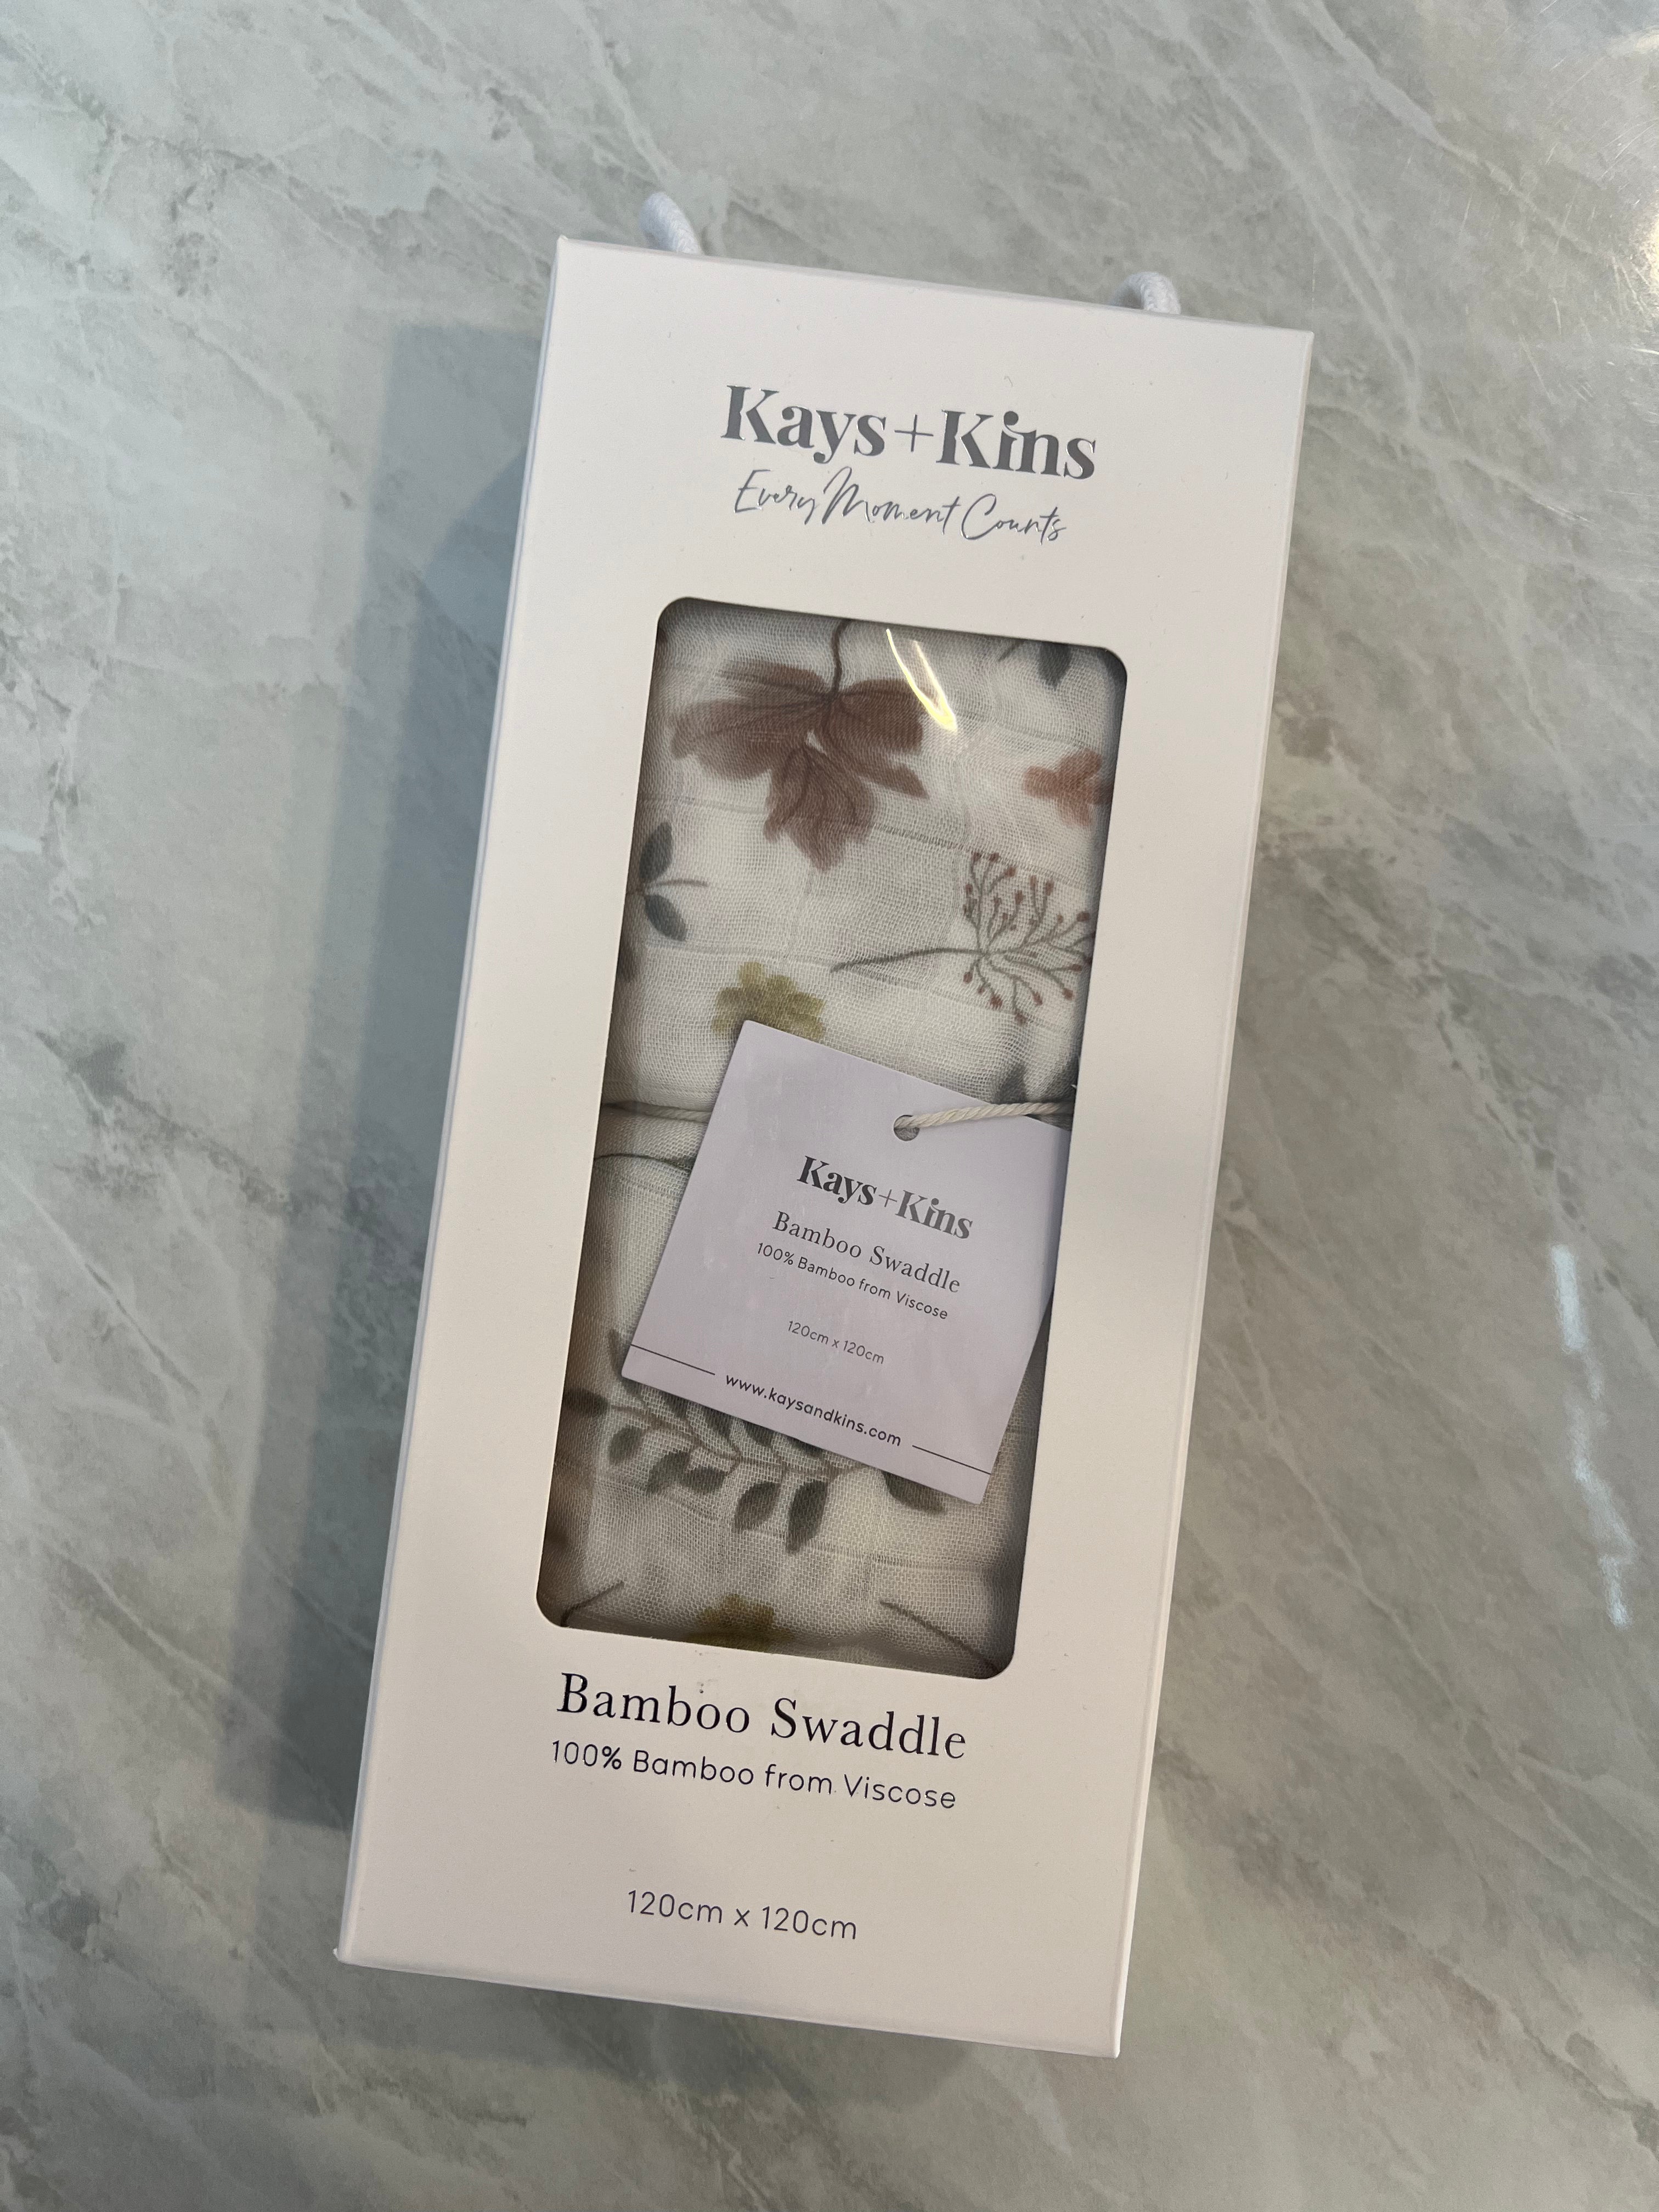 Kays+Kins
Every Moment Counts
Kays+Kins
Bamboo Swaddle
100% Bamboo from Viscose
120cm x 120cm
www.kaysandkins.com
Bamboo Swaddle
100% Bamboo from Viscose
120cm x 120cm